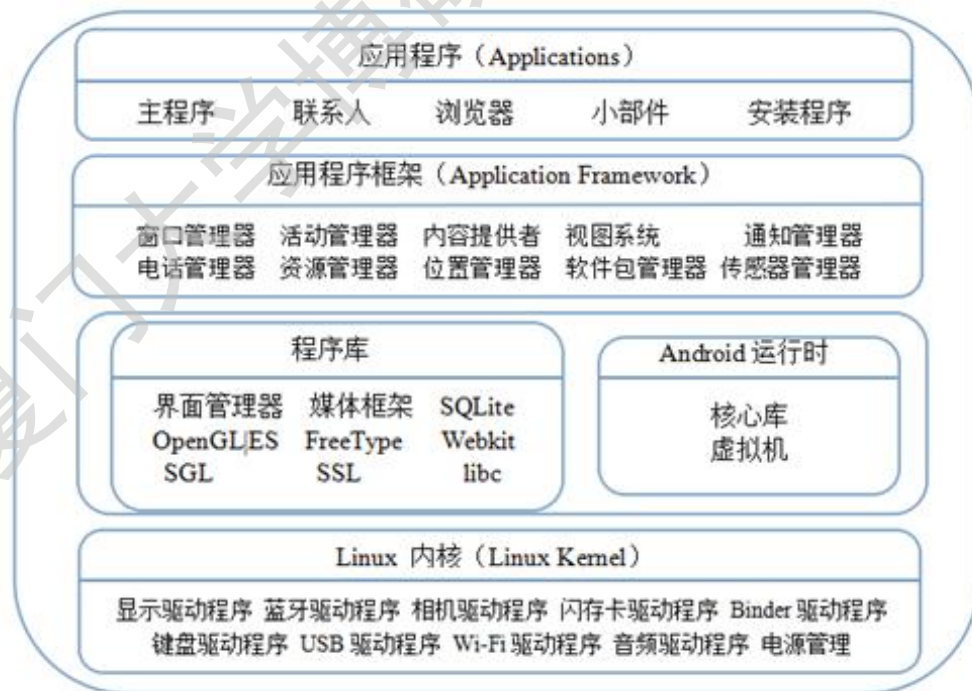 应用程序（Applications）
主程序 联系人 浏览器 小部件 安装程序
应用程序框架（Application Framework）
窗口管理器 活动管理器 内容提供者 视图系统 通知管理器
电话管理器 资源管理器 位置管理器 软件包管理器 传感器管理器
程序库
界面管理器 媒体框架 SQLite
OpenGL|ES FreeType Webkit
SGL SSL libc
Android 运行时
核心库
虚拟机
Linux 内核（Linux Kernel）
显示驱动程序 蓝牙驱动程序 相机驱动程序 闪存卡驱动程序 Binder 驱动程序
键盘驱动程序 USB 驱动程序 Wi-Fi 驱动程序 音频驱动程序 电源管理
厦门大学博